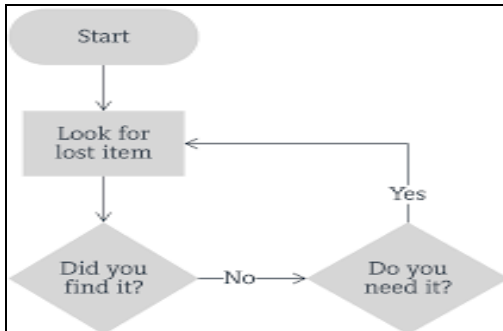 Start
Look for
lost item
Yes
Did you
find it?
No
Do you
need it?